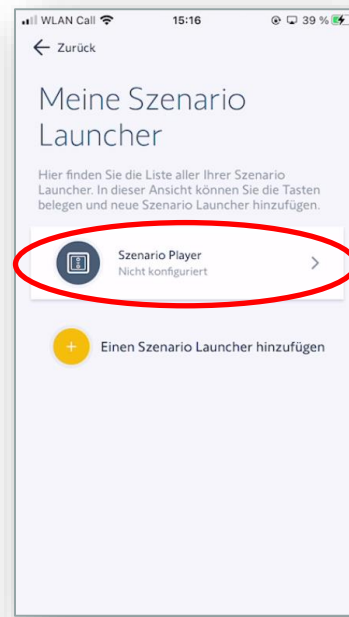 WLAN Call 15:16 39 %
Zurück
Meine Szenario
Launcher
Hier finden Sie die Liste aller Ihrer Szenario
Launcher. In dieser Ansicht können Sie die Tasten
belegen und neue Szenario Launcher hinzufügen.
Szenario Player
Nicht konfiguriert
Einen Szenario Launcher hinzufügen